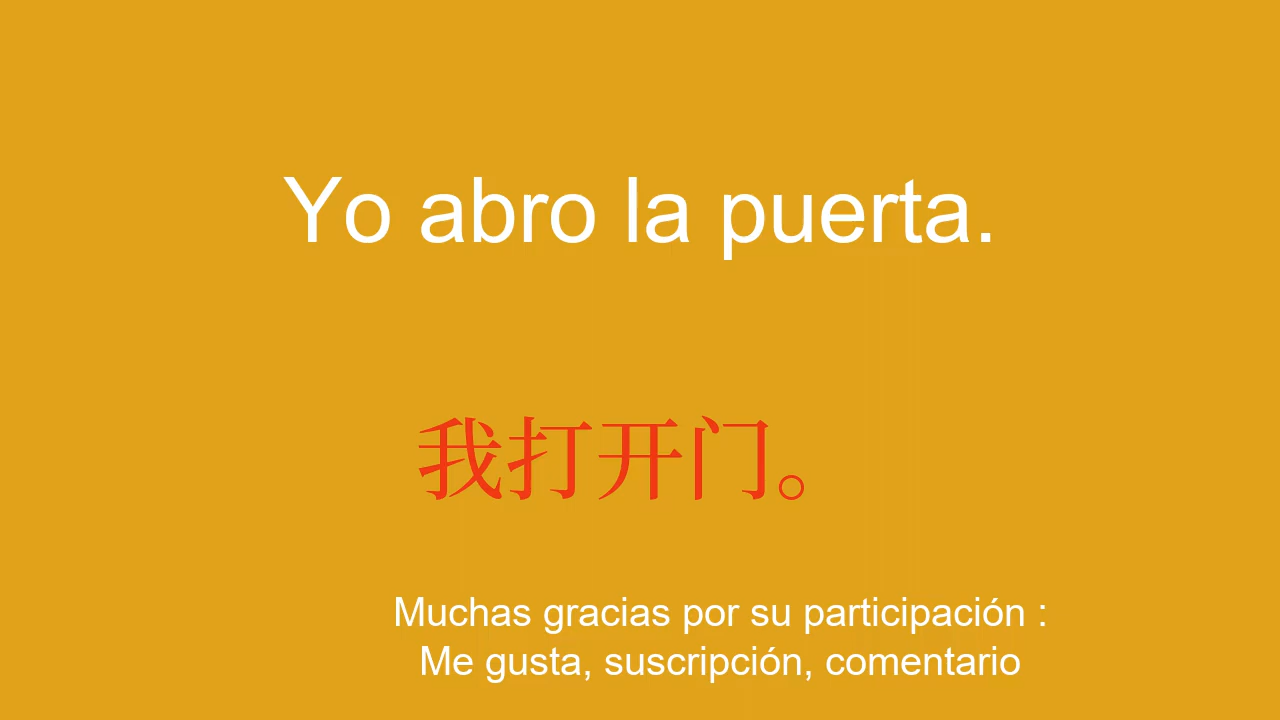 Yo abro la puerta.
我打开门。
Muchas gracias por su participación :
Me gusta, suscripción, comentario